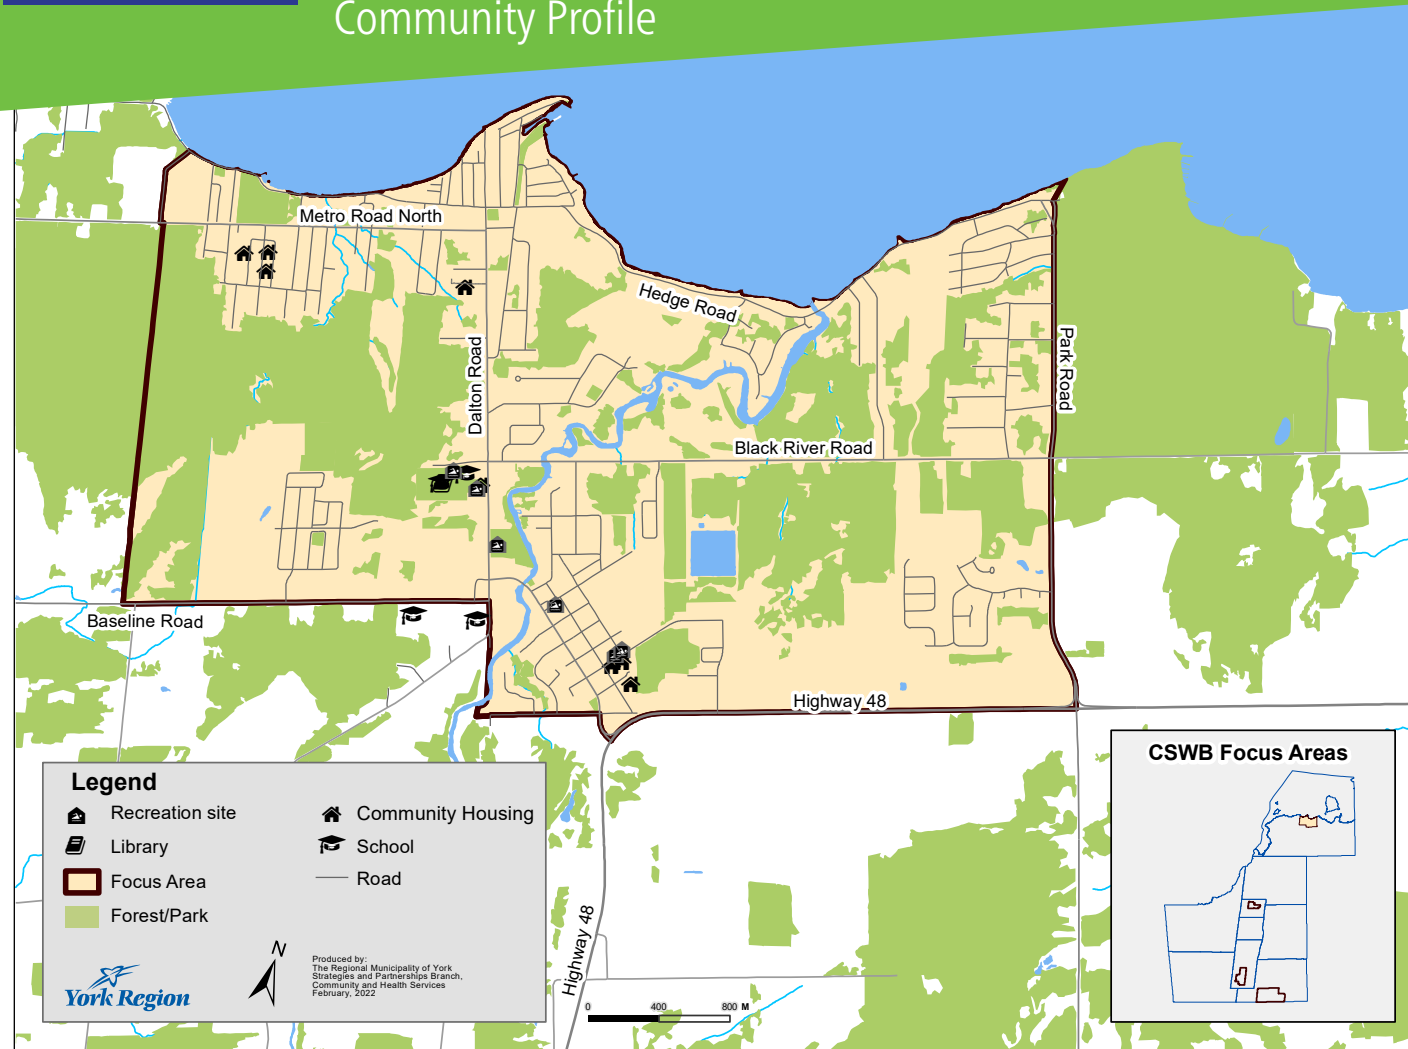 Community Profile
Metro Road North
Hedge Road
Dalton Road
Park Road
Black River Road
Baseline Road
Highway 48
Highway 48
Legend
Recreation site
Library
Focus Area
Forest/Park
Community Housing
School
Road
York Region
N
Produced by:
The Regional Municipality of York
Strategies and Partnerships Branch,
Community and Health Services
February, 2022
0 400 800 M
CSWB Focus Areas